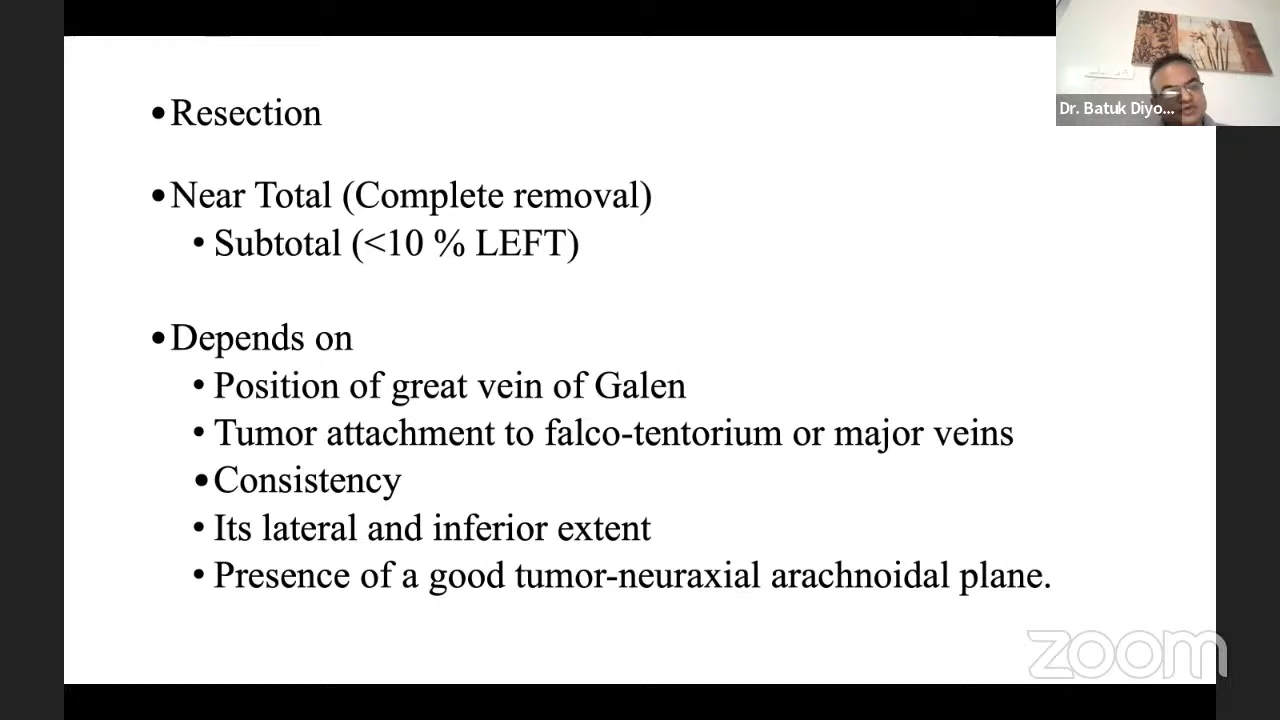 • Resection
• Near Total (Complete removal)
• Subtotal (<10 % LEFT)
• Depends on
• Position of great vein of Galen
• Tumor attachment to falco-tentorium or major veins
• Consistency
• Its lateral and inferior extent
• Presence of a good tumor-neuraxial arachnoidal plane.
Dr. Batuk Diyo...
zoom